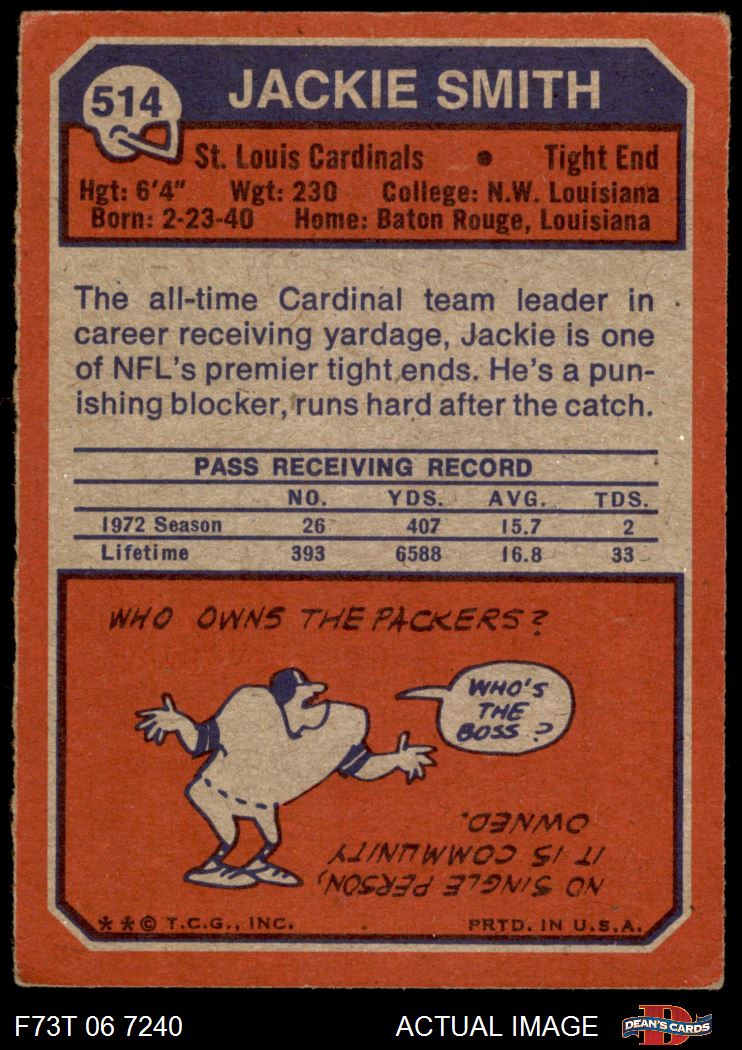 514
JACKIE SMITH
St. Louis Cardinals • Tight End
Hgt: 6'4" Wgt: 230 College: N.W. Louisiana
Born: 2-23-40 Home: Baton Rouge, Louisiana
The all-time Cardinal team leader in
career receiving yardage, Jackie is one
of NFL's premier tight ends. He's a pun-
ishing blocker, runs hard after the catch.
PASS RECEIVING RECORD
NO. YDS. AVG. TDS.
1972 Season 26 407 15.7 2
Lifetime 393 6588 16.8 33
WHO OWNS THE PACKERS?
WHO'S
THE
BOSS ?
NO SINGLE PERSON,
IT IS COMMUNITY
OWNED.
**© T.C.G., INC. PRTD. IN U.S.A.
F73T 06 7240 ACTUAL IMAGE
D
DEAN'S CARDS